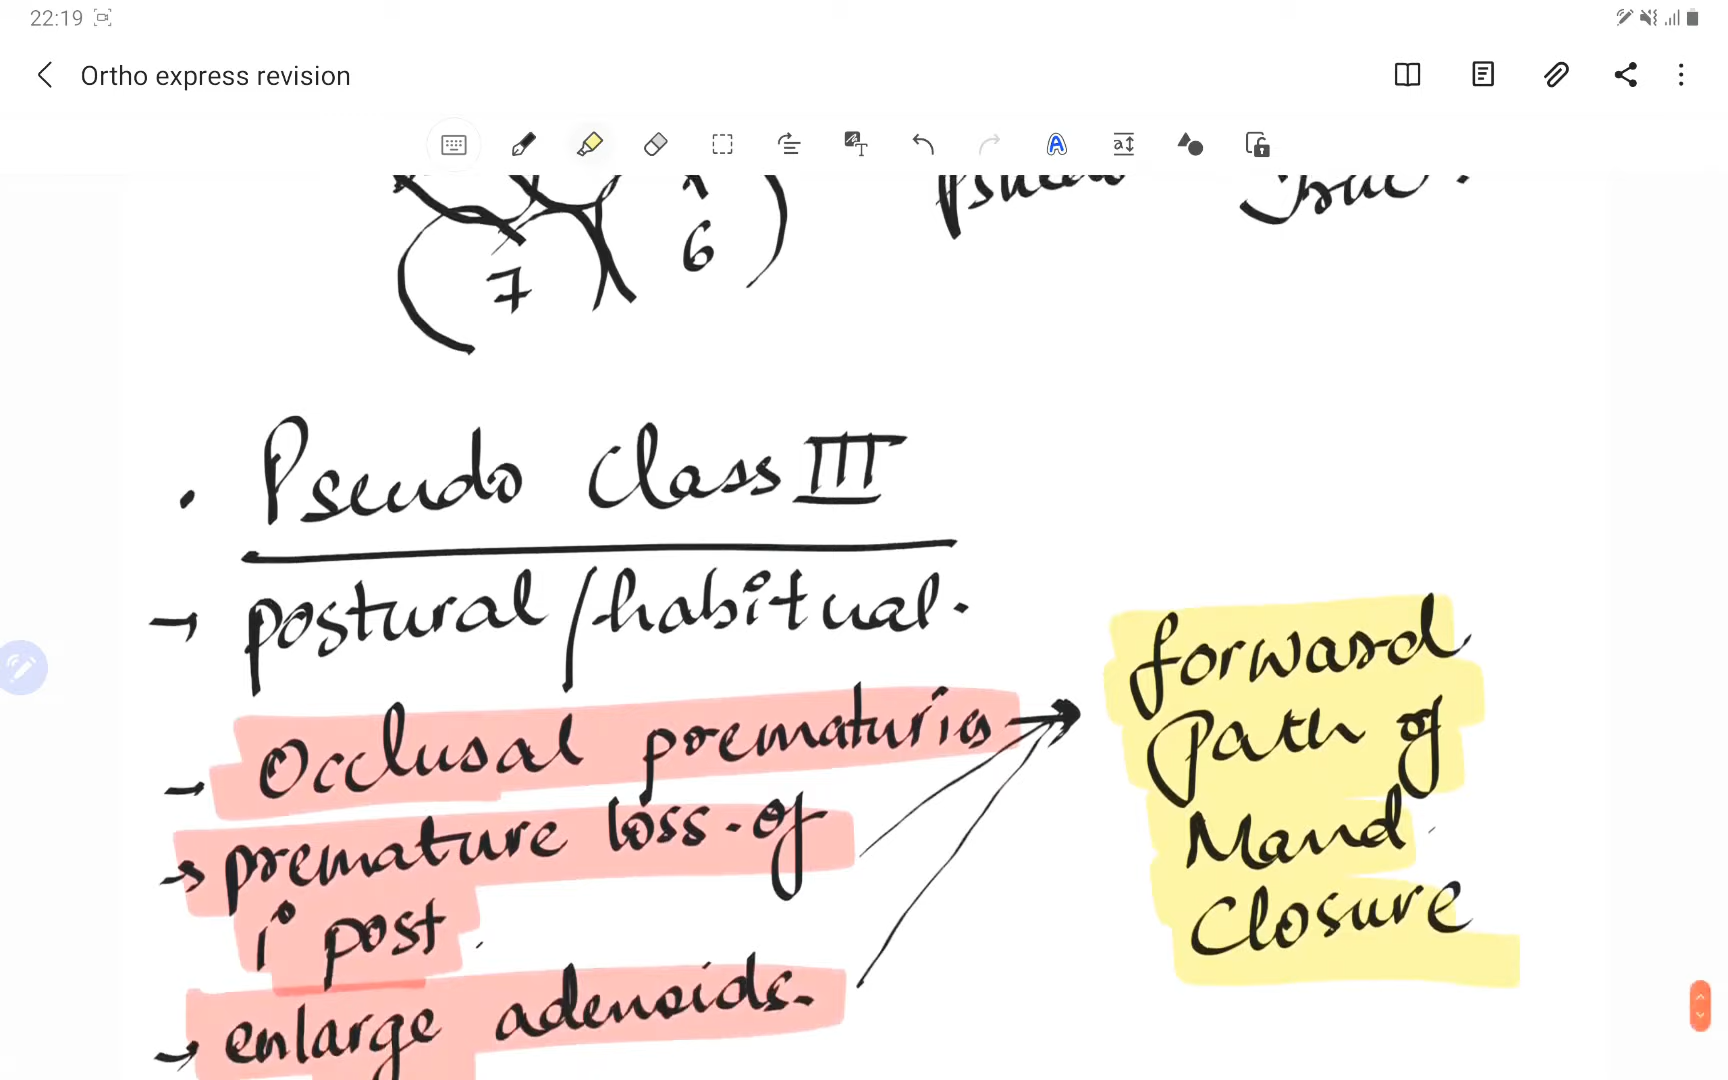 22:19
Ortho express revision
7 6
. Pseudo Class III
→ postural/habitual.
→ Occlusal prematuries
→ premature loss of
1° post
→ enlarge adenoids.
forward
Path of
Mand
Closure